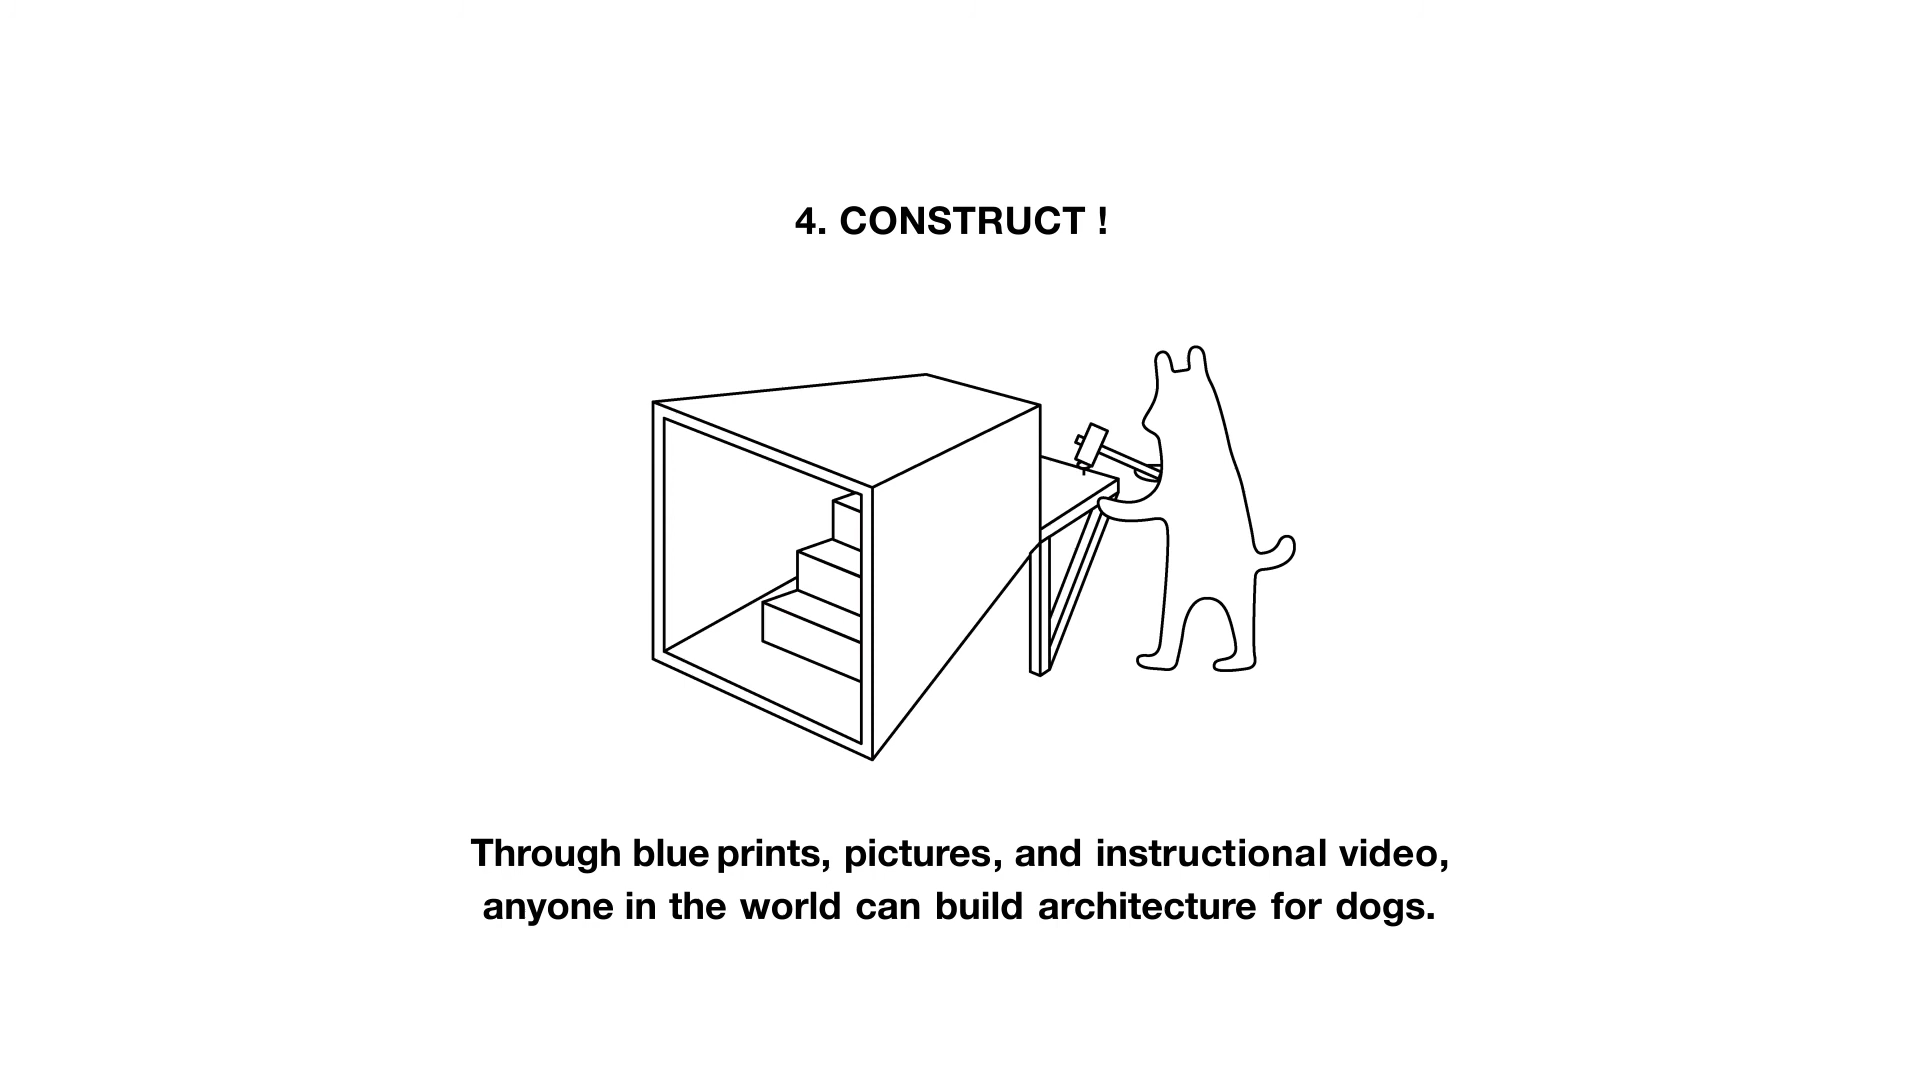 4. CONSTRUCT !
Through blue prints, pictures, and instructional video,
anyone in the world can build architecture for dogs.